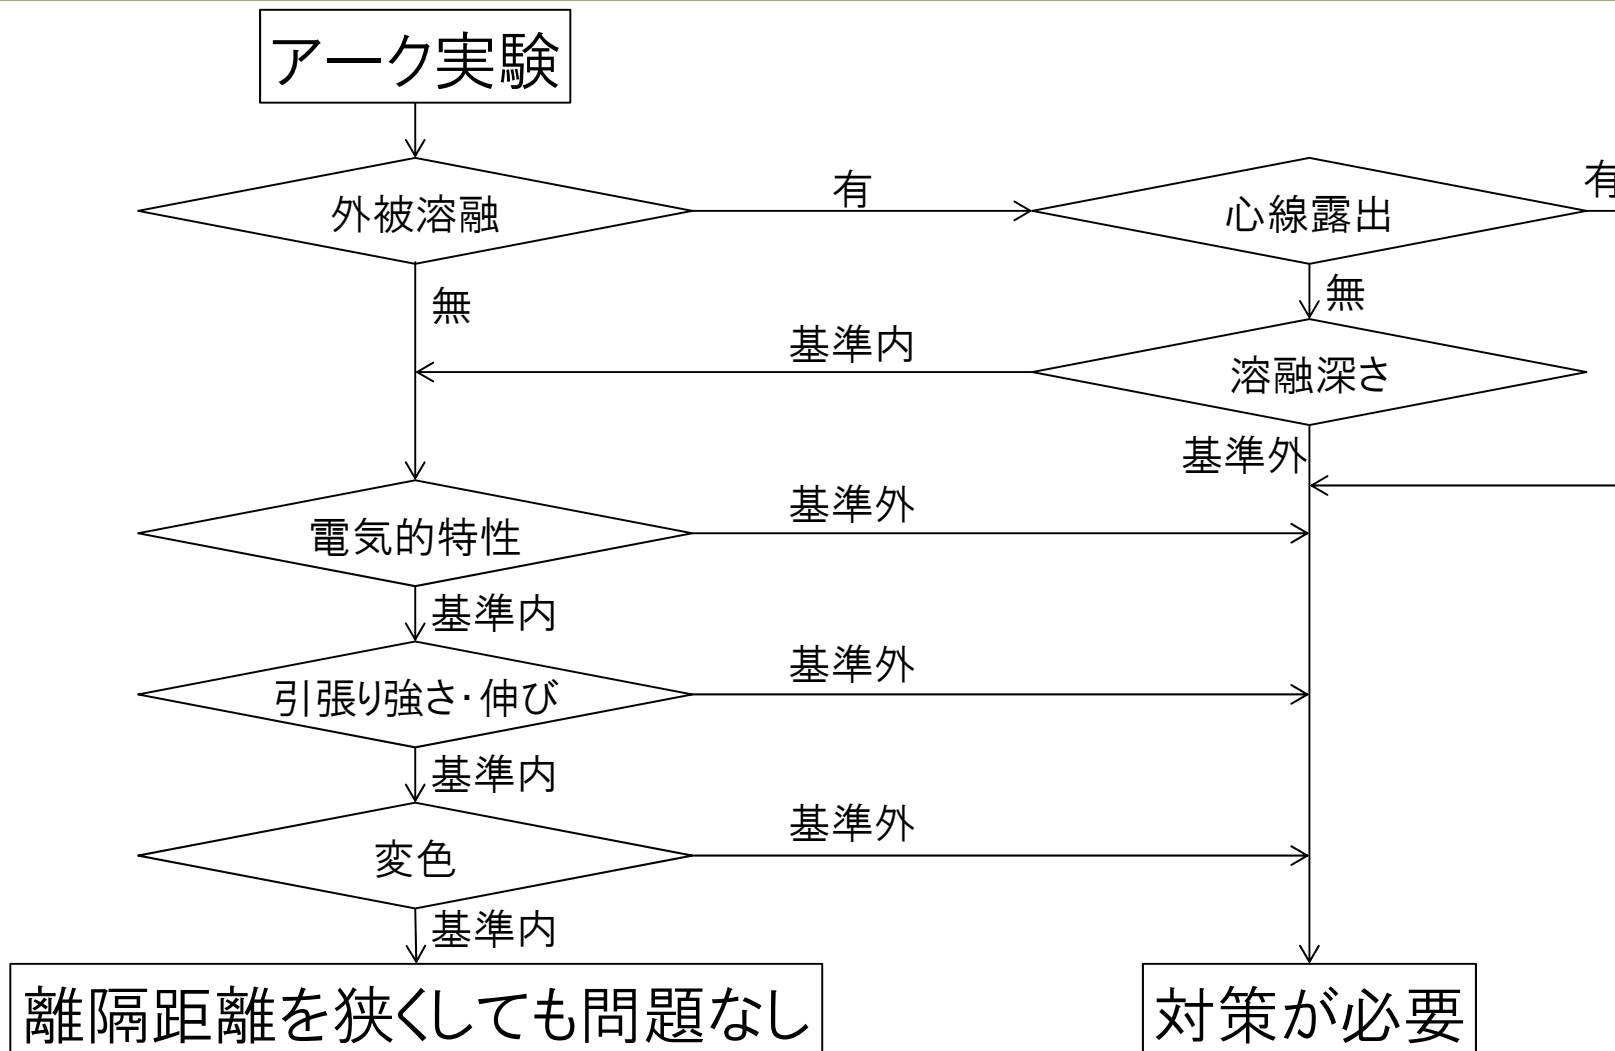 アーク実験
外被溶融
有
心線露出
有
無
無
基準内
溶融深さ
基準外
電気的特性
基準外
基準内
引張り強さ・伸び
基準外
基準内
変色
基準外
基準内
離隔距離を狭くしても問題なし
対策が必要